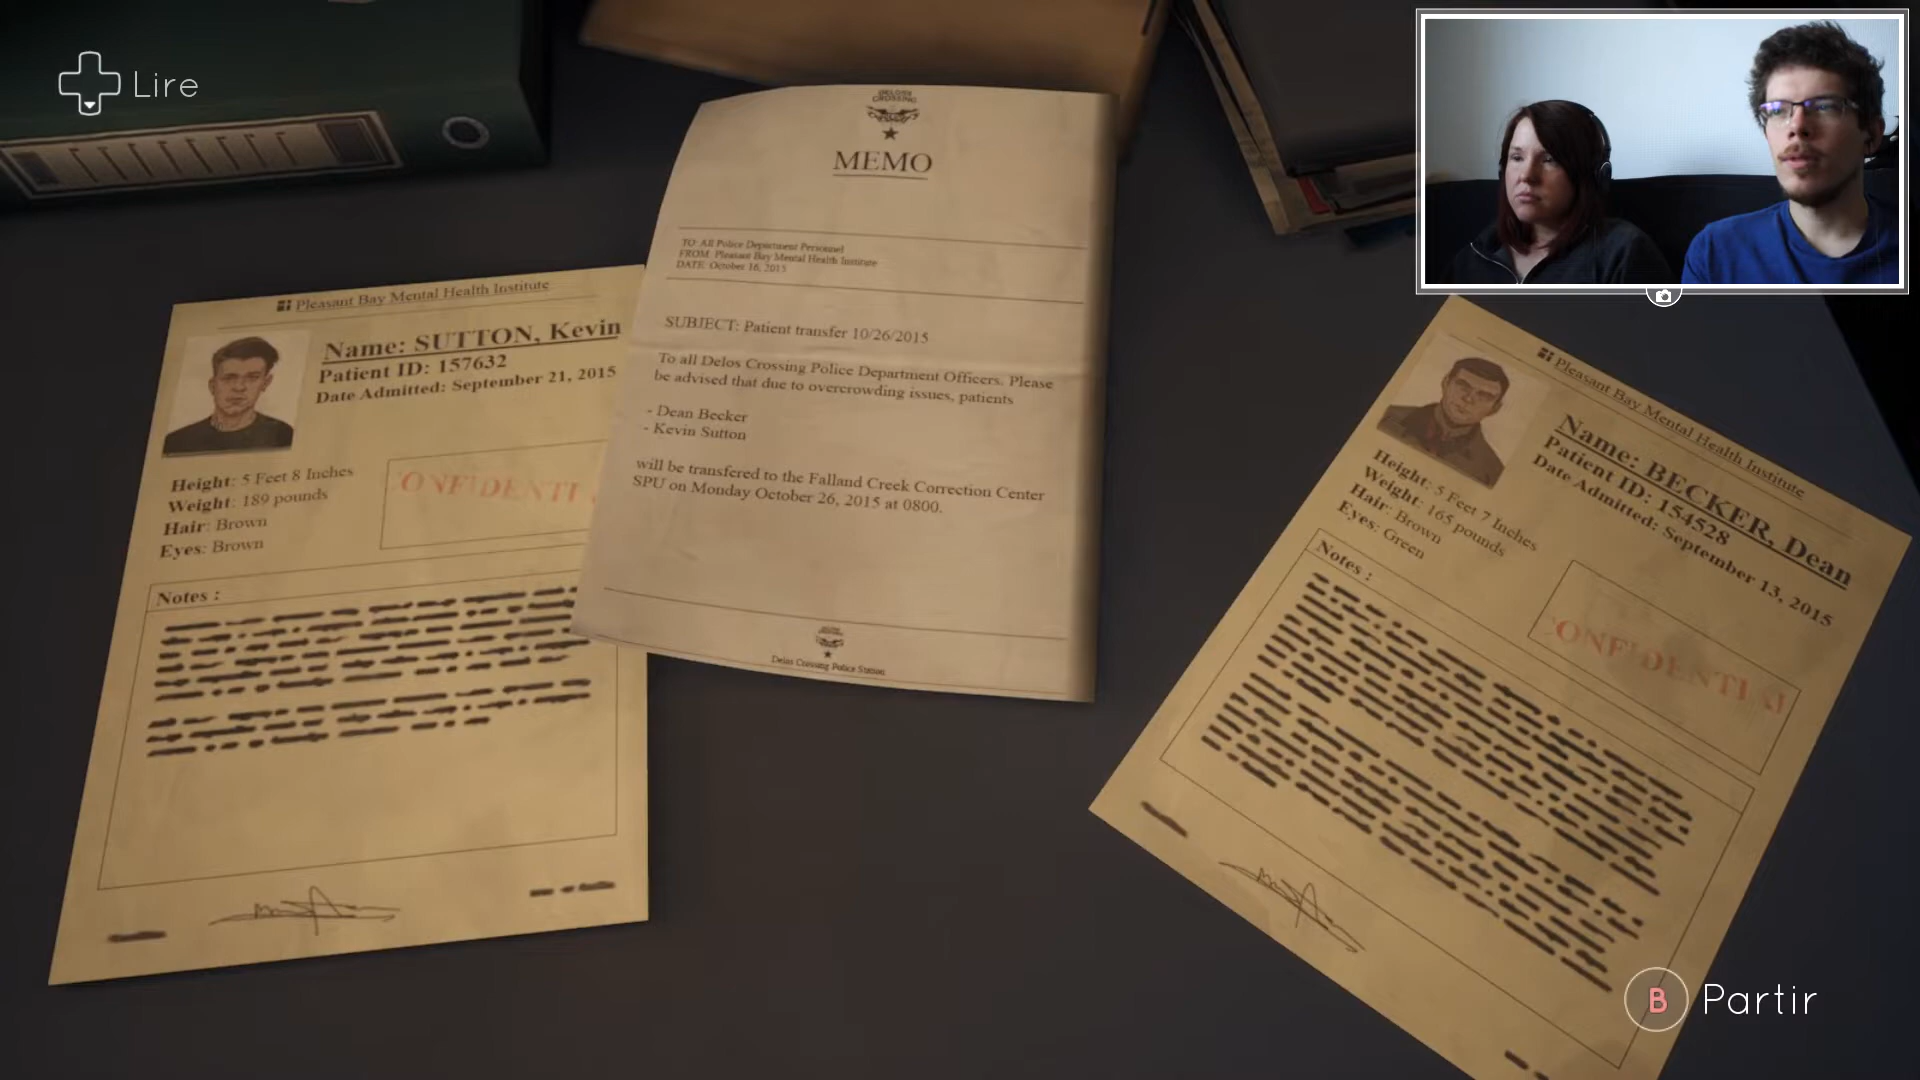 Lire
Pleasant Bay Mental Health Institute
Name: SUTTON, Kevin
Patient ID: 157632
Date Admitted: September 21, 2015
Height: 5 Feet 8 Inches
Weight: 189 pounds
Hair: Brown
Eyes: Brown
ONFIDENTI
Notes :
DELOS
CROSSING
MEMO
TO: All Police Department Personnel
FROM: Pleasant Bay Mental Health Institute
DATE: October 16, 2015
SUBJECT: Patient transfer 10/26/2015
To all Delos Crossing Police Department Officers. Please
be advised that due to overcrowding issues, patients
- Dean Becker
- Kevin Sutton
will be transfered to the Falland Creek Correction Center
SPU on Monday October 26, 2015 at 0800.
Delos Crossing Police Station
Pleasant Bay Mental Health Institute
Name: BECKER, Dean
Patient ID: 154528
Date Admitted: September 13, 2015
Height: 5 Feet 7 Inches
Weight: 165 pounds
Hair: Brown
Eyes: Green
CONFIDENTIAL
Notes :
B Partir